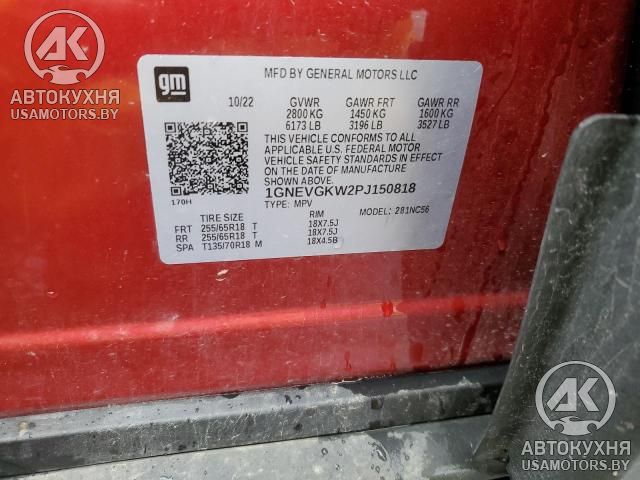 AK
АВТОКУХНЯ
USAMOTORS.BY
gm
MFD BY GENERAL MOTORS LLC
10/22 GVWR GAWR FRT GAWR RR
2800 KG 1450 KG 1600 KG
6173 LB 3196 LB 3527 LB
THIS VEHICLE CONFORMS TO ALL
APPLICABLE U.S. FEDERAL MOTOR
VEHICLE SAFETY STANDARDS IN EFFECT
ON THE DATE OF MANUFACTURE
SHOWN ABOVE.
1GNEVGKW2PJ150818
170H TYPE: MPV MODEL: 281NC56
TIRE SIZE RIM
FRT 255/65R18 T 18X7.5J
RR 255/65R18 T 18X7.5J
SPA T135/70R18 M 18X4.5B
AK
АВТОКУХНЯ
USAMOTORS.BY